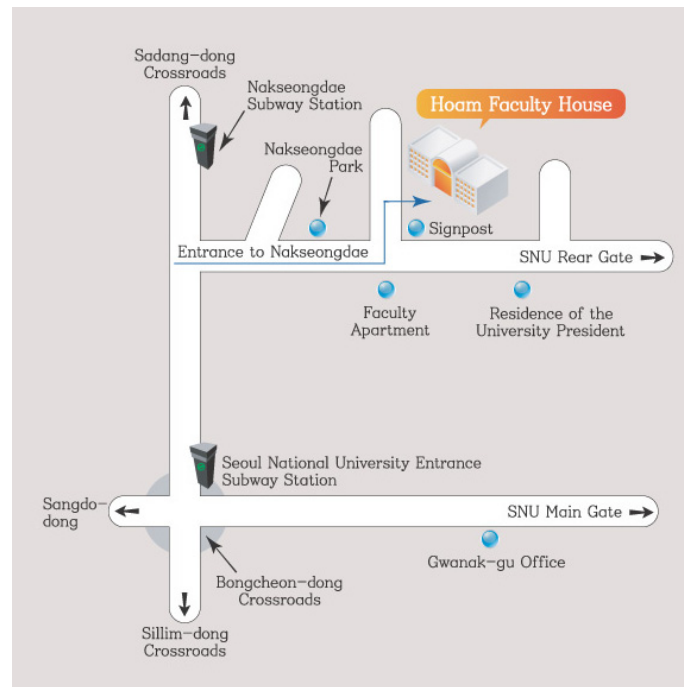 Sadang-dong
Crossroads
Nakseongdae
Subway Station
Hoam Faculty House
Nakseongdae
Park
Signpost
Entrance to Nakseongdae
SNU Rear Gate
Faculty
Apartment
Residence of the
University President
Seoul National University Entrance
Subway Station
Sangdo-
dong
SNU Main Gate
Gwanak-gu Office
Bongcheon-dong
Crossroads
Sillim-dong
Crossroads